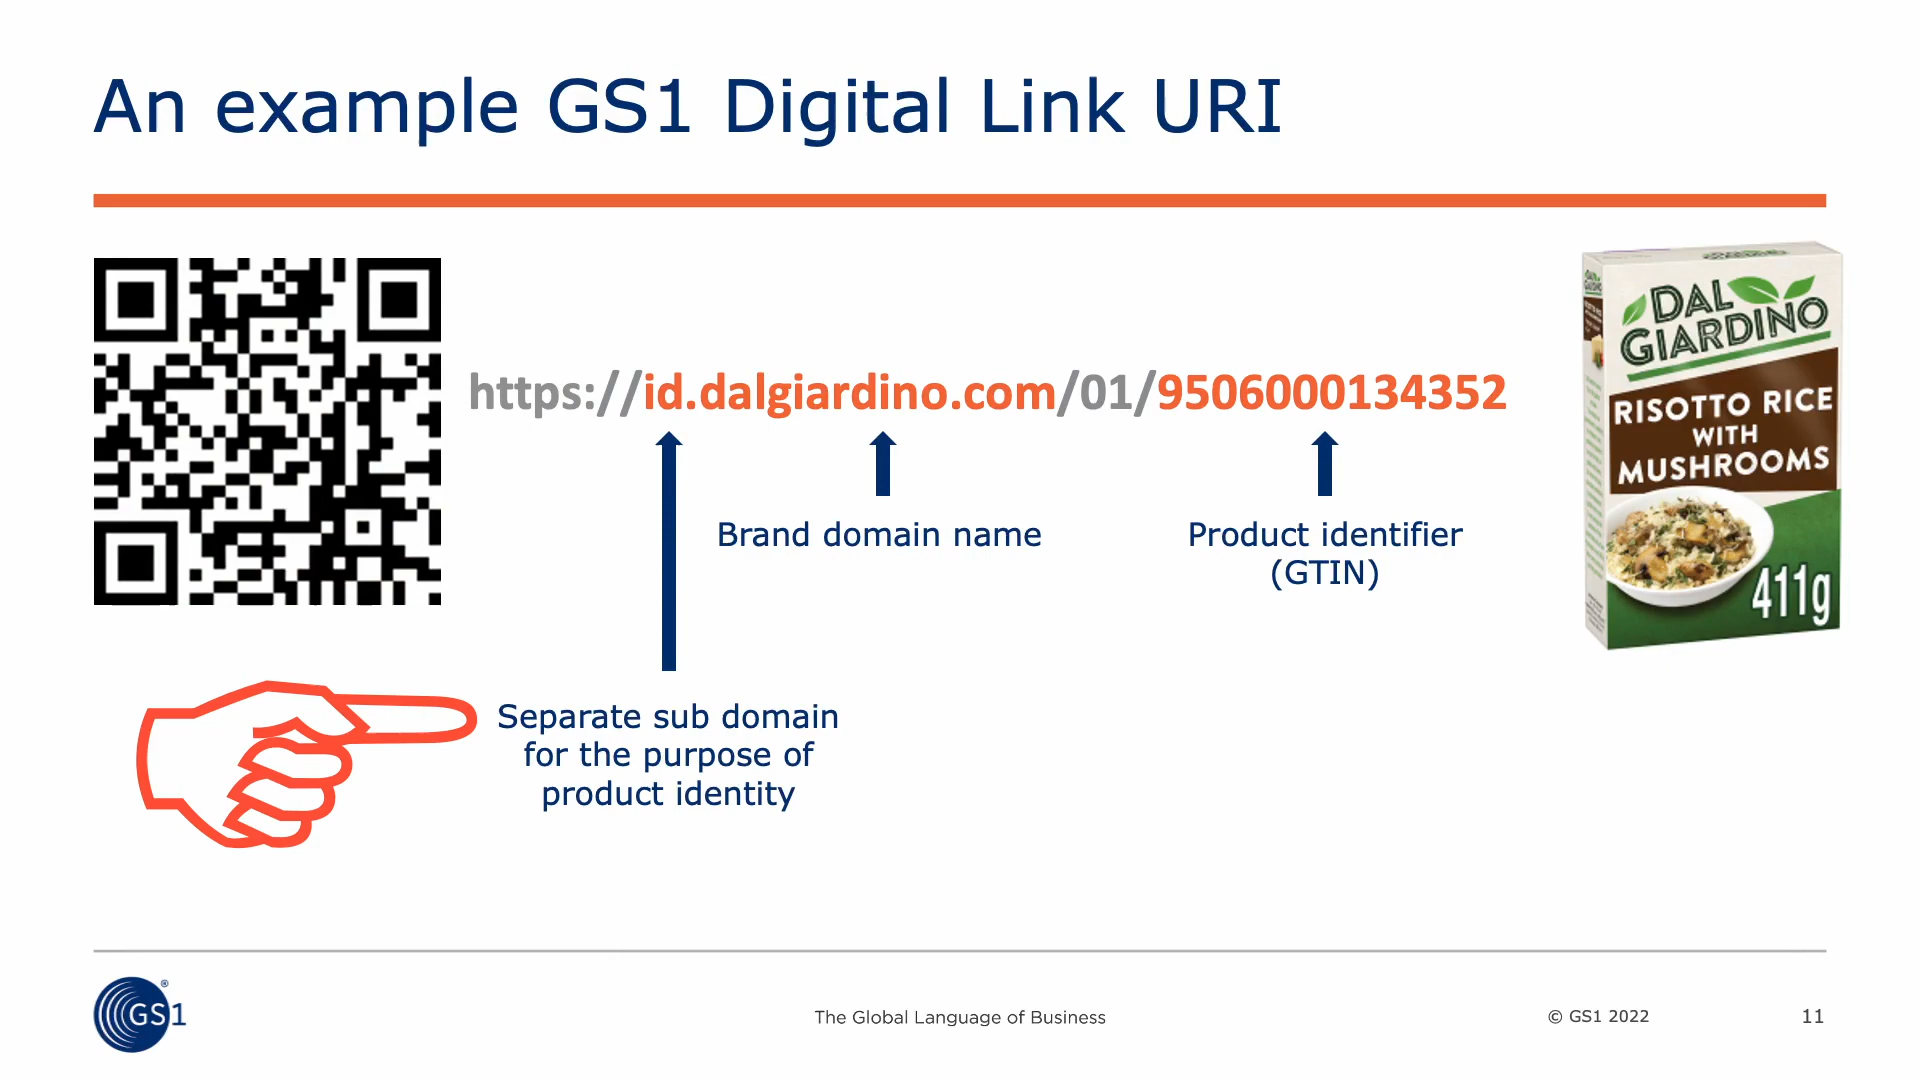 An example GS1 Digital Link URI
https://id.dalgiardino.com/01/9506000134352
Brand domain name
Product identifier
(GTIN)
Separate sub domain
for the purpose of
product identity
DAL
GIARDINO
RISOTTO RICE
WITH
MUSHROOMS
411g
GS1®
The Global Language of Business
© GS1 2022
11